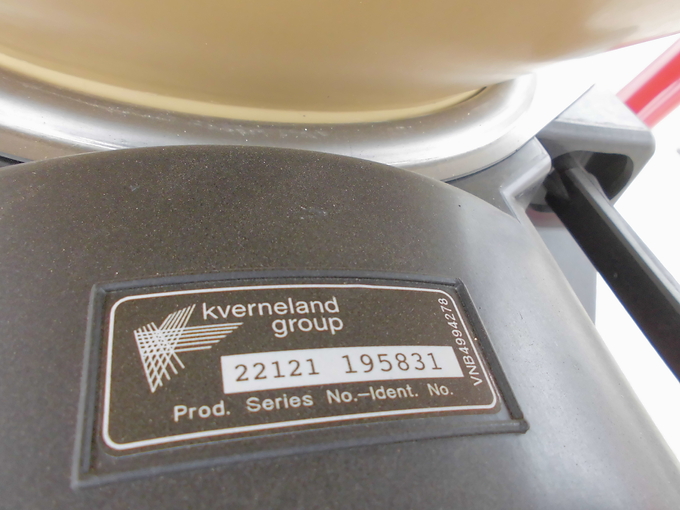 kverneland
group
22121 195831
Prod. Series No.-Ident. No.
VNB4994278